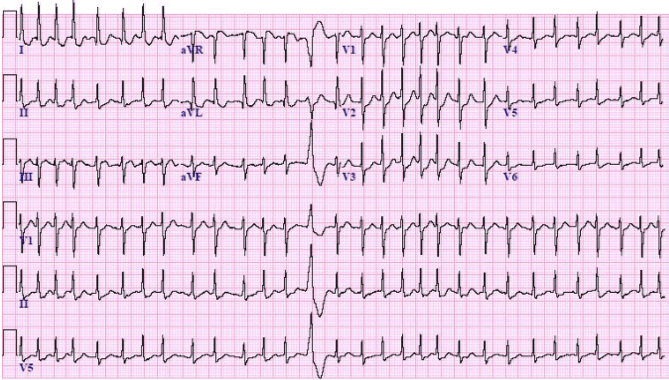 I aVR V1 V4
II aVL V2 V5
III aVF V3 V6
V1
II
V5